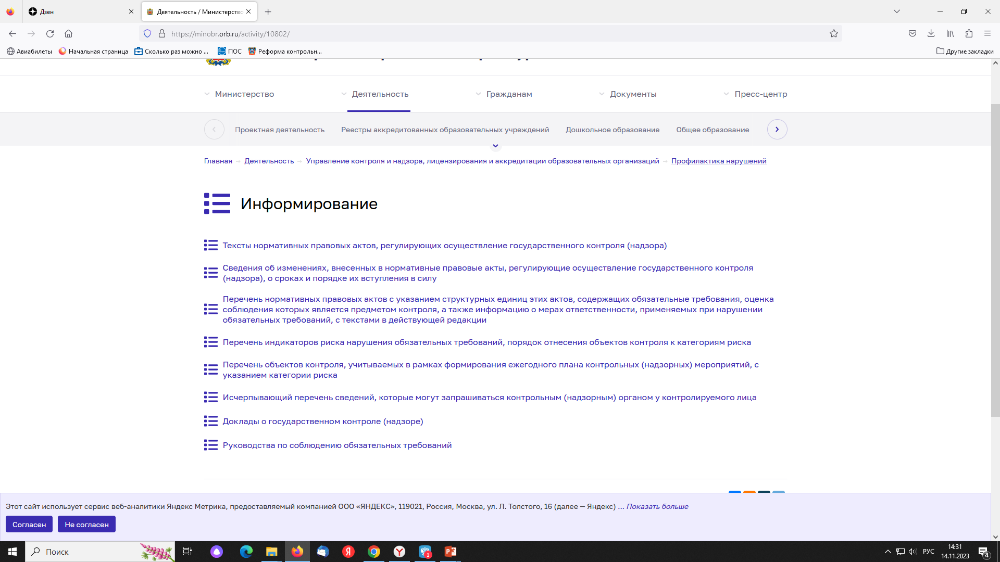 Дзен
Деятельность / Министерство
https://minobr.orb.ru/activity/10802/
Авиабилеты
Начальная страница
Сколько раз можно ...
ПОС
Реформа контрольн...
Другие закладки
Министерство
Деятельность
Гражданам
Документы
Пресс-центр
Проектная деятельность
Реестры аккредитованных образовательных учреждений
Дошкольное образование
Общее образование
Главная → Деятельность → Управление контроля и надзора, лицензирования и аккредитации образовательных организаций → Профилактика нарушений
Информирование
Тексты нормативных правовых актов, регулирующих осуществление государственного контроля (надзора)
Сведения об изменениях, внесенных в нормативные правовые акты, регулирующие осуществление государственного контроля
(надзора), о сроках и порядке их вступления в силу
Перечень нормативных правовых актов с указанием структурных единиц этих актов, содержащих обязательные требования, оценка
соблюдения которых является предметом контроля, а также информацию о мерах ответственности, применяемых при нарушении
обязательных требований, с текстами в действующей редакции
Перечень индикаторов риска нарушения обязательных требований, порядок отнесения объектов контроля к категориям риска
Перечень объектов контроля, учитываемых в рамках формирования ежегодного плана контрольных (надзорных) мероприятий, с
указанием категории риска
Исчерпывающий перечень сведений, которые могут запрашиваться контрольным (надзорным) органом у контролируемого лица
Доклады о государственном контроле (надзоре)
Руководства по соблюдению обязательных требований
Этот сайт использует сервис веб-аналитики Яндекс Метрика, предоставляемый компанией ООО «ЯНДЕКС», 119021, Россия, Москва, ул. Л. Толстого, 16 (далее — Яндекс) ... Показать больше
Согласен
Не согласен
Поиск
Я
1
РУС
14:31
14.11.2023
4